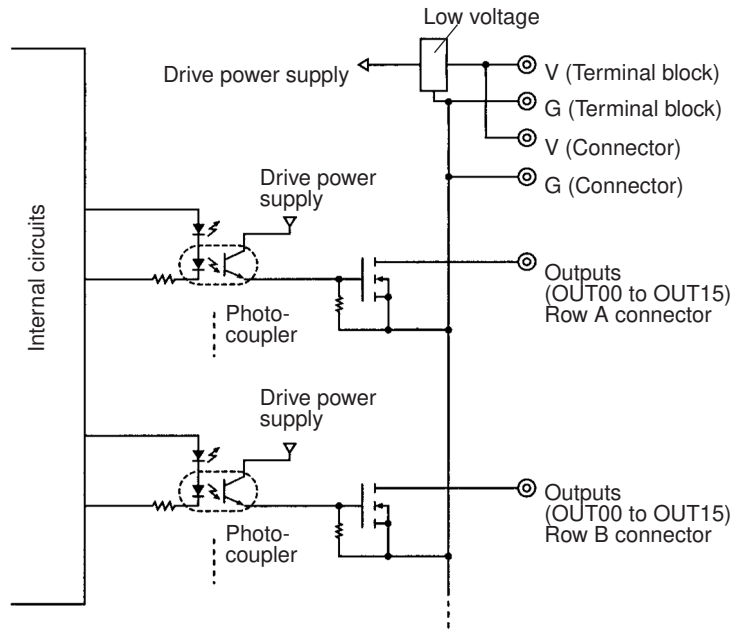 Low voltage
Drive power supply
V (Terminal block)
G (Terminal block)
V (Connector)
G (Connector)
Internal circuits
Drive power
supply
Photo-
coupler
Outputs
(OUT00 to OUT15)
Row A connector
Drive power
supply
Photo-
coupler
Outputs
(OUT00 to OUT15)
Row B connector